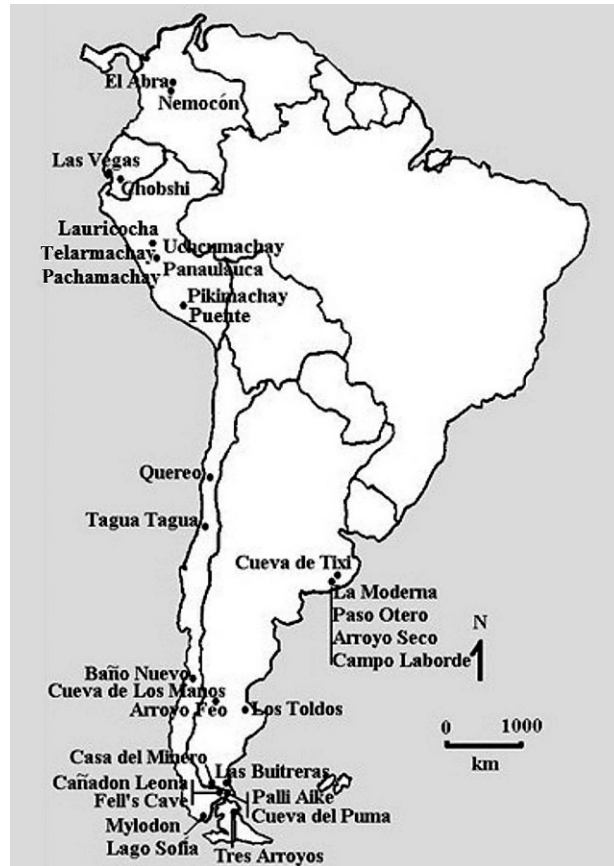 El Abra
Nemocón
Las Vegas
Chobshi
Lauricocha
Uchcumachay
Telarmachay
Panaulauca
Pachamachay
Pikimachay
Puente
Quereo
Tagua Tagua
Cueva de Tixi
La Moderna
Paso Otero
Arroyo Seco
Campo Laborde
N
Baño Nuevo
Cueva de Los Manos
Arroyo Feo
Los Toldos
0 1000
km
Casa del Minero
Las Buitreras
Cañadon Leona
Fell's Cave
Palli Aike
Cueva del Puma
Mylodon
Lago Sofía
Tres Arroyos